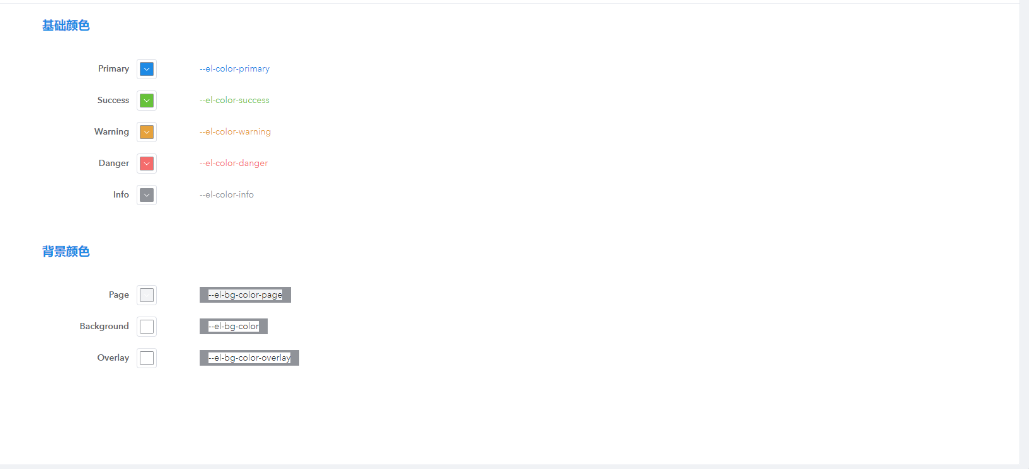 基础颜色
Primary --el-color-primary
Success --el-color-success
Warning --el-color-warning
Danger --el-color-danger
Info --el-color-info
背景颜色
Page --el-bg-color-page
Background --el-bg-color
Overlay --el-bg-color-overlay